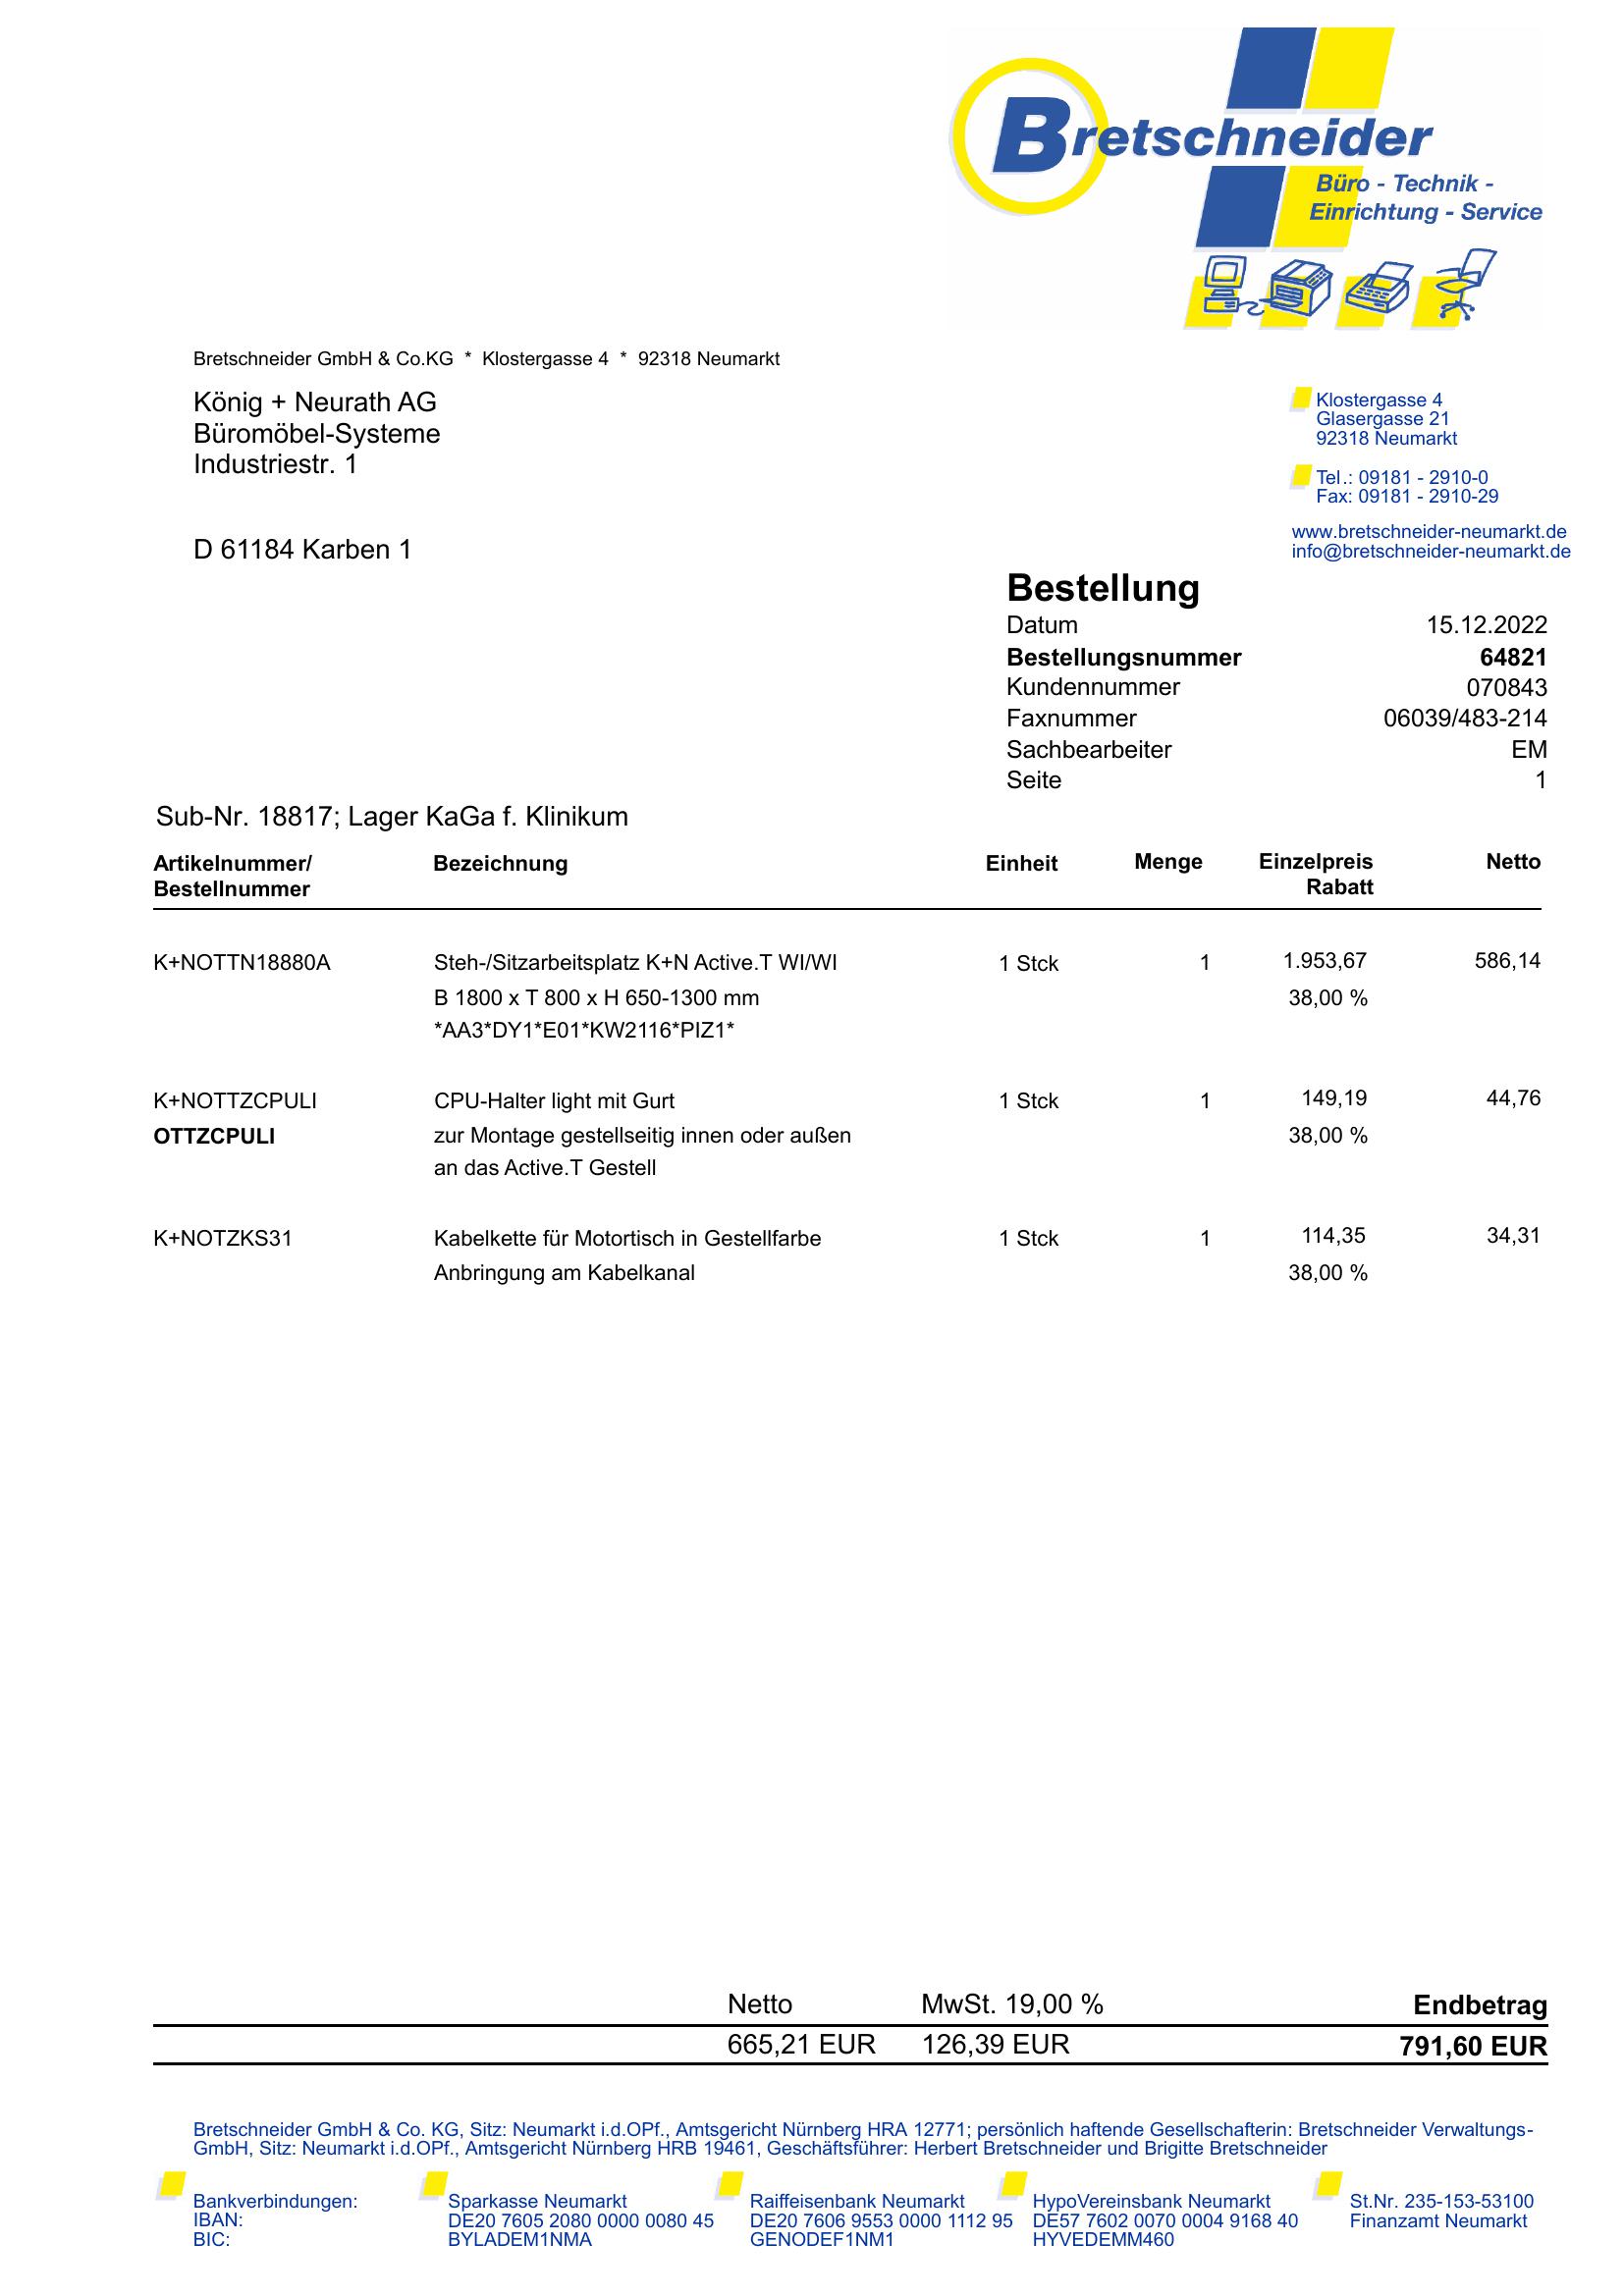 Bretschneider
Büro - Technik -
Einrichtung - Service
Bretschneider GmbH & Co.KG * Klostergasse 4 * 92318 Neumarkt
König + Neurath AG
Büromöbel-Systeme
Industriestr. 1
D 61184 Karben 1
Klostergasse 4
Glasergasse 21
92318 Neumarkt
Tel.: 09181 - 2910-0
Fax: 09181 - 2910-29
www.bretschneider-neumarkt.de
info@bretschneider-neumarkt.de
Bestellung
Datum 15.12.2022
Bestellungsnummer 64821
Kundennummer 070843
Faxnummer 06039/483-214
Sachbearbeiter EM
Seite 1
Sub-Nr. 18817; Lager KaGa f. Klinikum
Artikelnummer/ Bezeichnung Einheit Menge Einzelpreis Netto
Bestellnummer Rabatt
K+NOTTN18880A Steh-/Sitzarbeitsplatz K+N Active.T WI/WI 1 Stck 1 1.953,67 586,14
B 1800 x T 800 x H 650-1300 mm 38,00 %
*AA3*DY1*E01*KW2116*PIZ1*
K+NOTTZCPULI CPU-Halter light mit Gurt 1 Stck 1 149,19 44,76
OTTZCPULI zur Montage gestellseitig innen oder außen 38,00 %
an das Active.T Gestell
K+NOTZKS31 Kabelkette für Motortisch in Gestellfarbe 1 Stck 1 114,35 34,31
Anbringung am Kabelkanal 38,00 %
Netto MwSt. 19,00 % Endbetrag
665,21 EUR 126,39 EUR 791,60 EUR
Bretschneider GmbH & Co. KG, Sitz: Neumarkt i.d.OPf., Amtsgericht Nürnberg HRA 12771; persönlich haftende Gesellschafterin: Bretschneider Verwaltungs-
GmbH, Sitz: Neumarkt i.d.OPf., Amtsgericht Nürnberg HRB 19461, Geschäftsführer: Herbert Bretschneider und Brigitte Bretschneider
Bankverbindungen: Sparkasse Neumarkt Raiffeisenbank Neumarkt HypoVereinsbank Neumarkt St.Nr. 235-153-53100
IBAN: DE20 7605 2080 0000 0080 45 DE20 7606 9553 0000 1112 95 DE57 7602 0070 0004 9168 40 Finanzamt Neumarkt
BIC: BYLADEM1NMA GENODEF1NM1 HYVEDEMM460